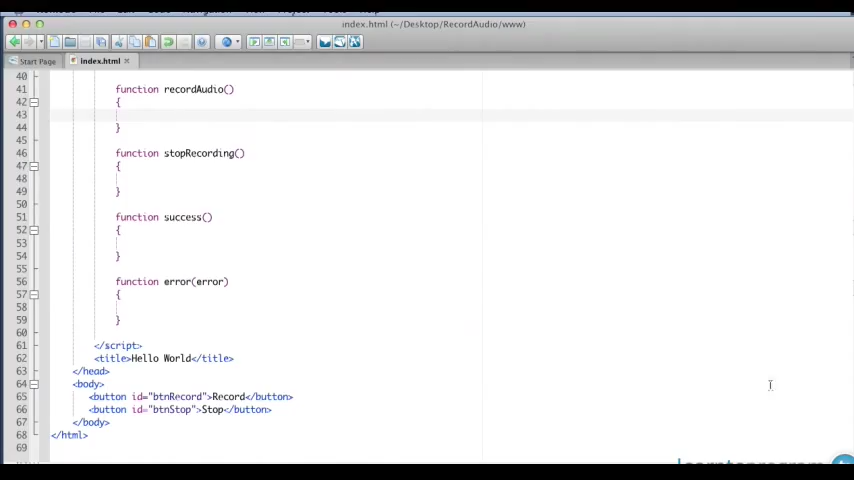 index.html (~/Desktop/RecordAudio/www)
Start Page
index.html
40
41 function recordAudio()
42 {
43
44 }
45
46 function stopRecording()
47 {
48
49 }
50
51 function success()
52 {
53
54 }
55
56 function error(error)
57 {
58
59 }
60
61 </script>
62 <title>Hello World</title>
63 </head>
64 <body>
65 <button id="btnRecord">Record</button>
66 <button id="btnStop">Stop</button>
67 </body>
68 </html>
69